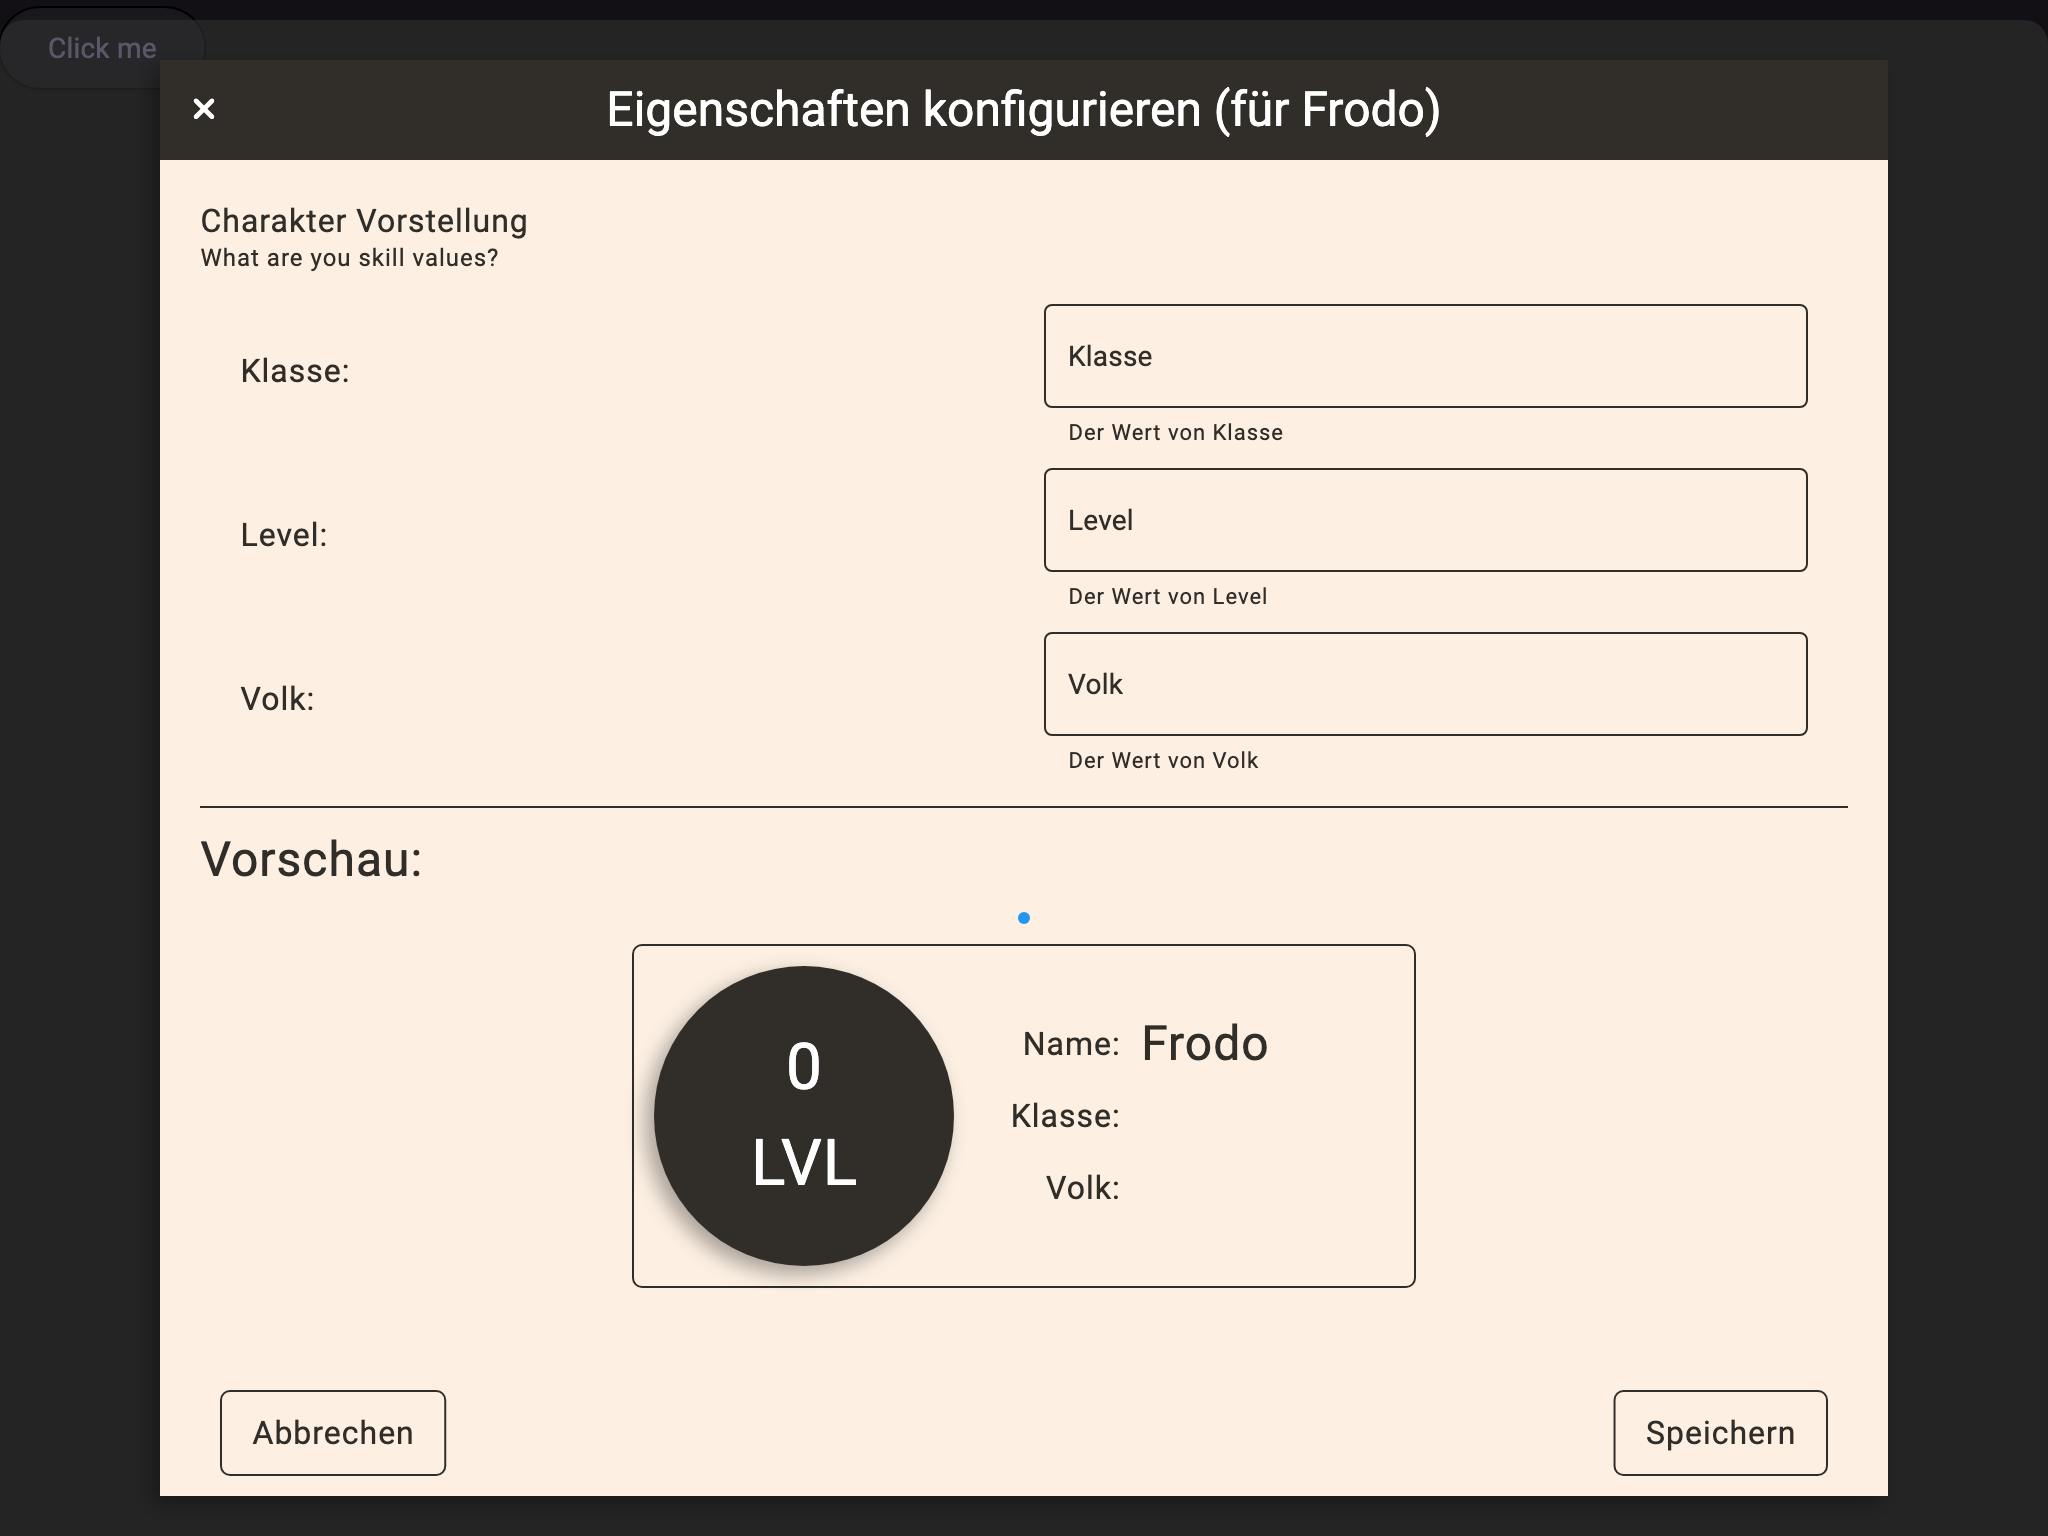 Click me
Eigenschaften konfigurieren (für Frodo)
Charakter Vorstellung
What are you skill values?
Klasse:
Klasse
Der Wert von Klasse
Level:
Level
Der Wert von Level
Volk:
Volk
Der Wert von Volk
Vorschau:
0
LVL
Name: Frodo
Klasse:
Volk:
Abbrechen
Speichern